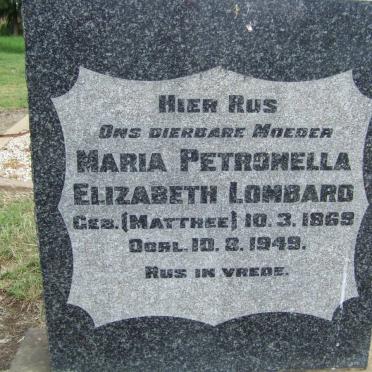 HIER RUS
ONS DIERBARE MOEDER
MARIA PETRONELLA
ELIZABETH LOMBARD
GEB. (MATTHEE) 10.3.1869
OORL. 10.8.1949.
RUS IN VREDE.